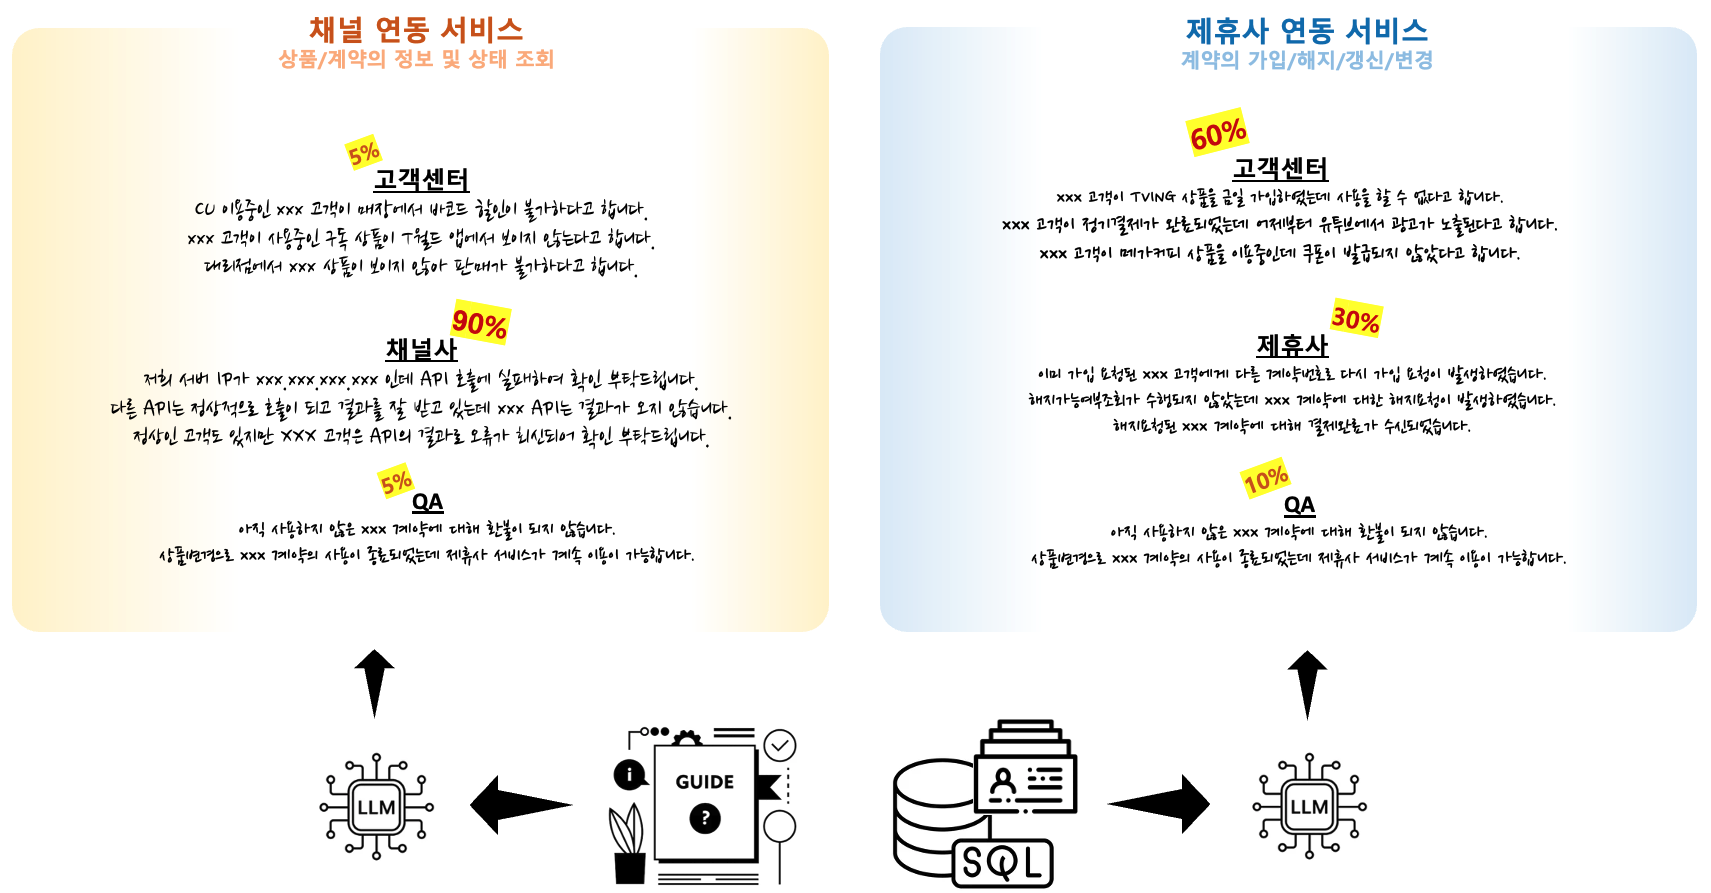 채널 연동 서비스
상품/계약의 정보 및 상태 조회
5%
고객센터
CU 이용중인 xxx 고객이 매장에서 바코드 할인이 불가하다고 합니다.
xxx 고객이 사용중인 구독 상품이 T월드 앱에서 보이지 않는다고 합니다.
대리점에서 xxx 상품이 보이지 않아 판매가 불가하다고 합니다.
90%
채널사
저희 서버 IP가 xxx.xxx.xxx.xxx 인데 API 호출에 실패하여 확인 부탁드립니다.
다른 API는 정상적으로 호출이 되고 결과를 잘 받고 있는데 xxx API는 결과가 오지 않습니다.
정상인 고객도 있지만 XXX 고객은 API의 결과로 오류가 회신되어 확인 부탁드립니다.
5%
QA
아직 사용하지 않은 xxx 계약에 대해 환불이 되지 않습니다.
상품변경으로 xxx 계약의 사용이 종료되었는데 제휴사 서비스가 계속 이용이 가능합니다.
제휴사 연동 서비스
계약의 가입/해지/갱신/변경
60%
고객센터
xxx 고객이 TVING 상품을 금일 가입하였는데 사용을 할 수 없다고 합니다.
xxx 고객이 정기결제가 완료되었는데 어제부터 유투브에서 광고가 노출된다고 합니다.
xxx 고객이 메가커피 상품을 이용중인데 쿠폰이 발급되지 않았다고 합니다.
30%
제휴사
이미 가입 요청된 xxx 고객에게 다른 계약번호로 다시 가입 요청이 발생하였습니다.
해지가능여부조회가 수행되지 않았는데 xxx 계약에 대한 해지요청이 발생하였습니다.
해지요청된 xxx 계약에 대해 결제완료가 수신되었습니다.
10%
QA
아직 사용하지 않은 xxx 계약에 대해 환불이 되지 않습니다.
상품변경으로 xxx 계약의 사용이 종료되었는데 제휴사 서비스가 계속 이용이 가능합니다.
LLM
i
GUIDE
?
SQL
LLM